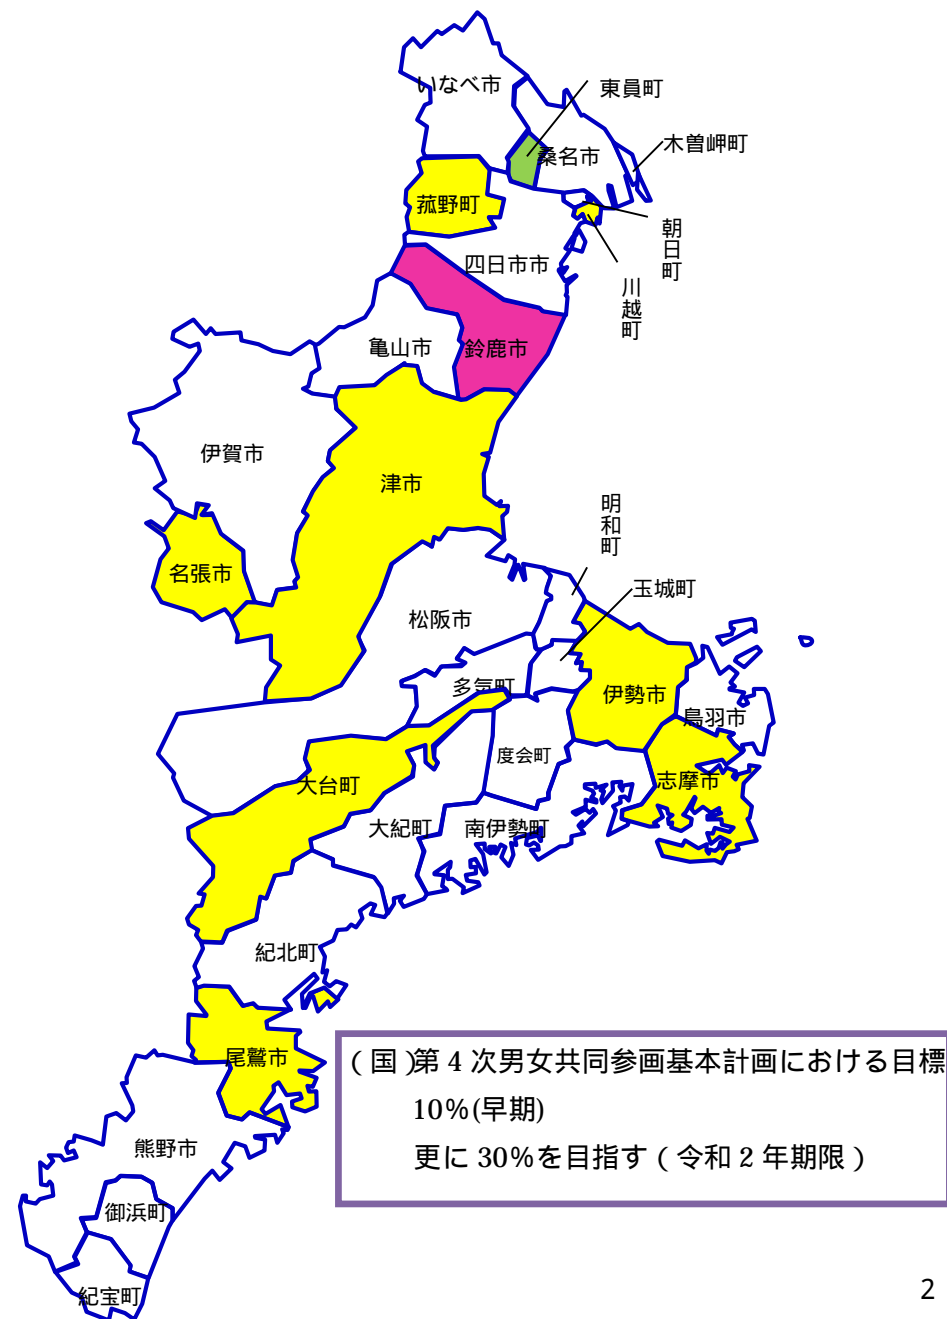 いなべ市
東員町
桑名市
木曽岬町
菰野町
朝日町
四日市市
川越町
亀山市
鈴鹿市
伊賀市
津市
明和町
名張市
玉城町
松阪市
多気町
伊勢市
鳥羽市
度会町
志摩市
大台町
大紀町
南伊勢町
紀北町
尾鷲市
(国)第4次男女共同参画基本計画における目標
10%(早期)
更に30%を目指す(令和2年期限)
熊野市
御浜町
紀宝町
2